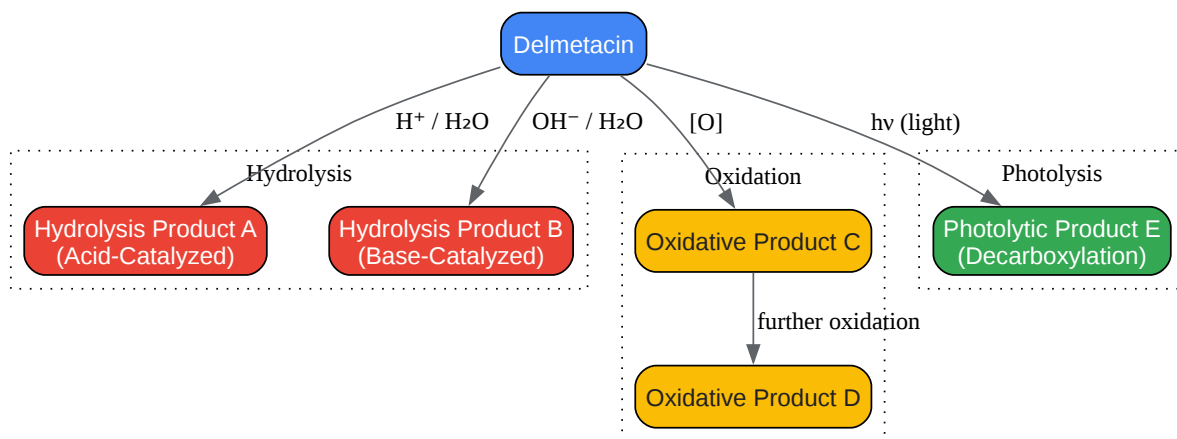 Delmetacin
H⁺ / H₂O
OH⁻ / H₂O
[O]
hν (light)
Hydrolysis
Oxidation
Photolysis
Hydrolysis Product A
(Acid-Catalyzed)
Hydrolysis Product B
(Base-Catalyzed)
Oxidative Product C
Photolytic Product E
(Decarboxylation)
further oxidation
Oxidative Product D